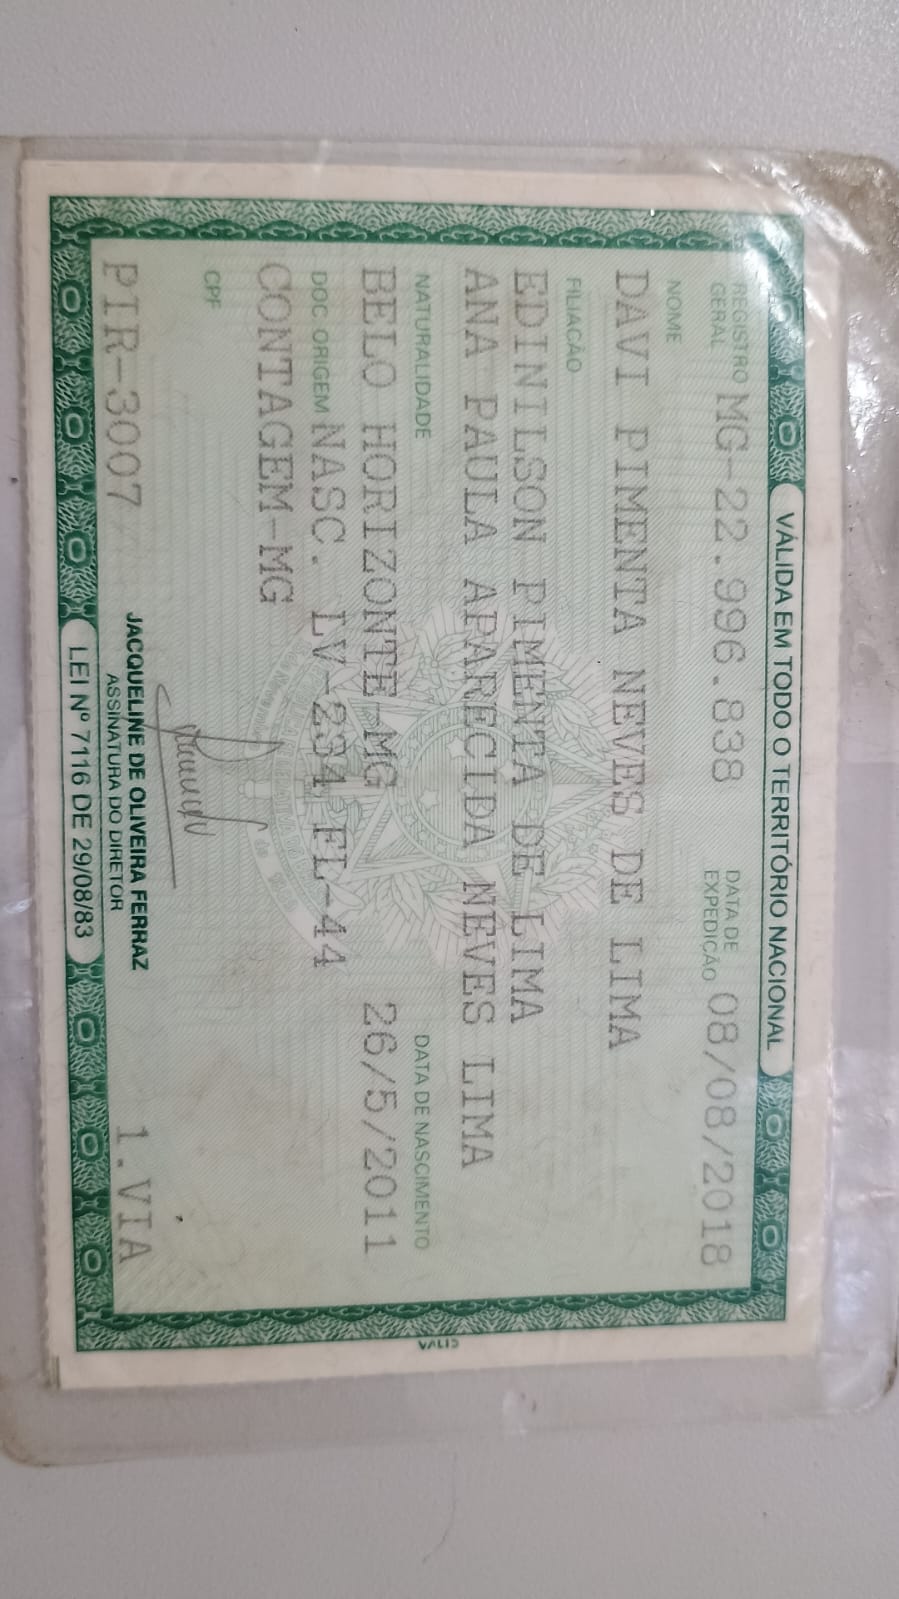 VÁLIDA EM TODO O TERRITÓRIO NACIONAL
REGISTRO GERAL MG-22.996.838 DATA DE EXPEDIÇÃO 08/08/2018
NOME
DAVI PIMENTA NEVES DE LIMA
FILIAÇÃO
EDINILSON PIMENTA DE LIMA
ANA PAULA APARECIDA NEVES LIMA
NATURALIDADE DATA DE NASCIMENTO
BELO HORIZONTE-MG 26/5/2011
DOC ORIGEM NASC. LV-234 FL-44
CONTAGEM-MG
CPF
PIR-3007 1.VIA
JACQUELINE DE OLIVEIRA FERRAZ
ASSINATURA DO DIRETOR
LEI Nº 7116 DE 29/08/83
VALID